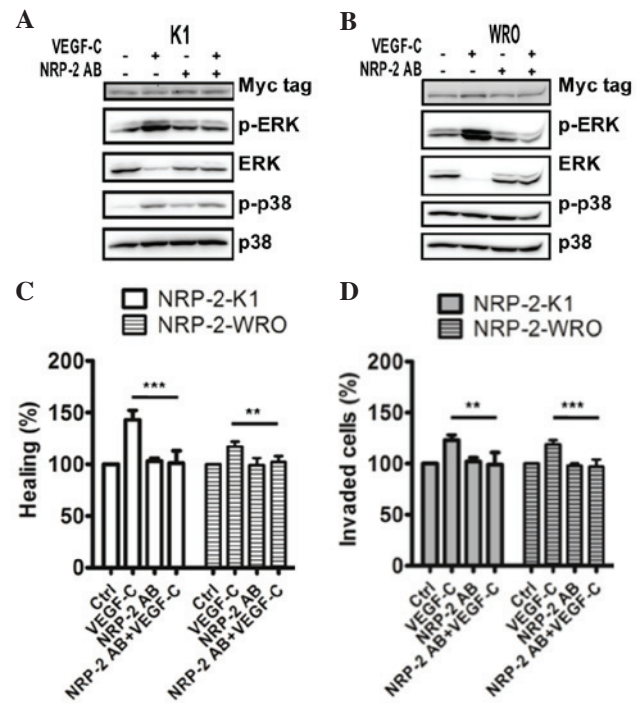 A
K1
VEGF-C - + - +
NRP-2 AB - - + +
Myc tag
p-ERK
ERK
p-p38
p38
B
WRO
VEGF-C - + - +
NRP-2 AB - - + +
Myc tag
p-ERK
ERK
p-p38
p38
C
NRP-2-K1
NRP-2-WRO
Healing (%)
200
150
100
50
0
***
**
Ctrl
VEGF-C
NRP-2 AB
NRP-2 AB+VEGF-C
Ctrl
VEGF-C
NRP-2 AB
NRP-2 AB+VEGF-C
D
NRP-2-K1
NRP-2-WRO
Invaded cells (%)
200
150
100
50
0
**
***
Ctrl
VEGF-C
NRP-2 AB
NRP-2 AB+VEGF-C
Ctrl
VEGF-C
NRP-2 AB
NRP-2 AB+VEGF-C